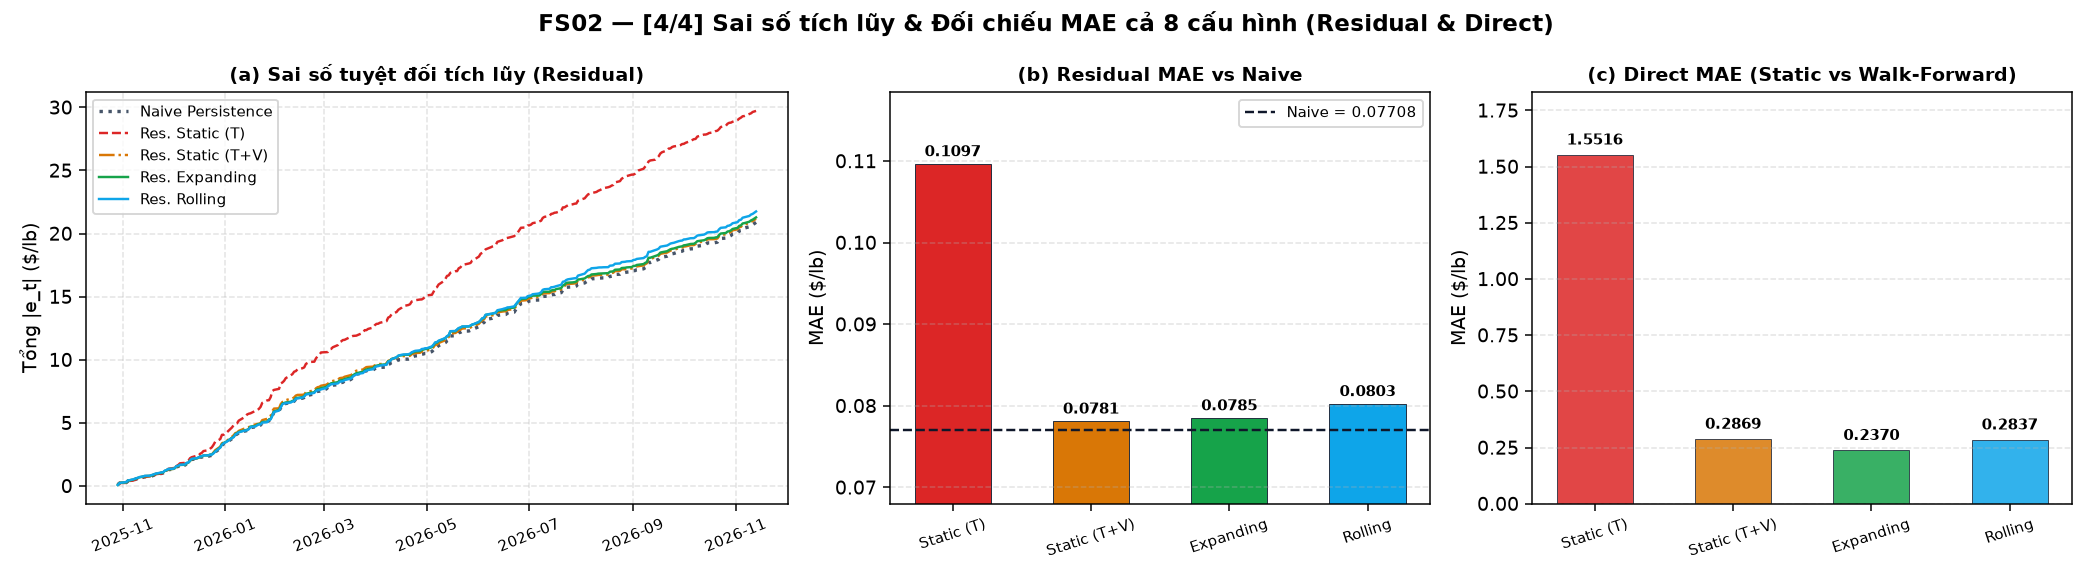 FS02 — [4/4] Sai số tích lũy & Đối chiếu MAE cả 8 cấu hình (Residual & Direct)
(a) Sai số tuyệt đối tích lũy (Residual)
Tổng |e_t| ($/lb)
30
25
20
15
10
5
0
Naive Persistence
Res. Static (T)
Res. Static (T+V)
Res. Expanding
Res. Rolling
2025-11
2026-01
2026-03
2026-05
2026-07
2026-09
2026-11
(b) Residual MAE vs Naive
MAE ($/lb)
0.11
0.10
0.09
0.08
0.07
Naive = 0.07708
0.1097
0.0781
0.0785
0.0803
Static (T)
Static (T+V)
Expanding
Rolling
(c) Direct MAE (Static vs Walk-Forward)
MAE ($/lb)
1.75
1.50
1.25
1.00
0.75
0.50
0.25
0.00
1.5516
0.2869
0.2370
0.2837
Static (T)
Static (T+V)
Expanding
Rolling